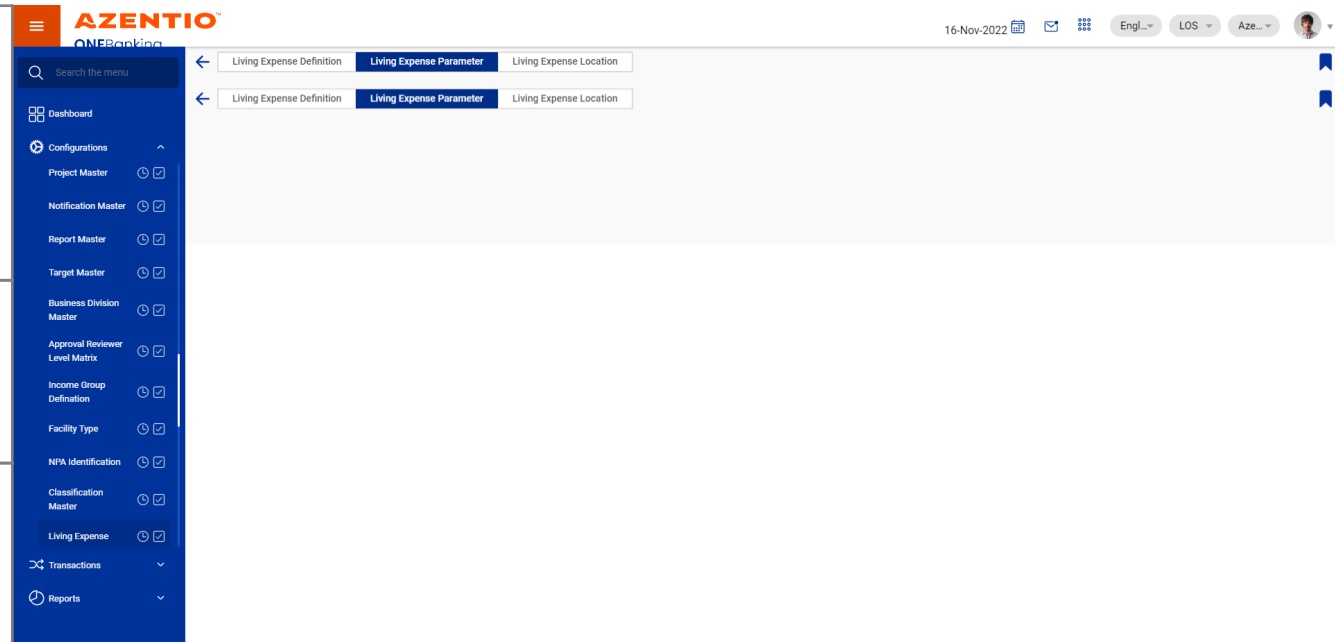 AZENTIO™
ONEBanking
16-Nov-2022
Engl...
LOS
Aze...
Search the menu
Dashboard
Configurations
Project Master
Notification Master
Report Master
Target Master
Business Division
Master
Approval Reviewer
Level Matrix
Income Group
Defination
Facility Type
NPA Identification
Classification
Master
Living Expense
Transactions
Reports
Living Expense Definition
Living Expense Parameter
Living Expense Location
Living Expense Definition
Living Expense Parameter
Living Expense Location